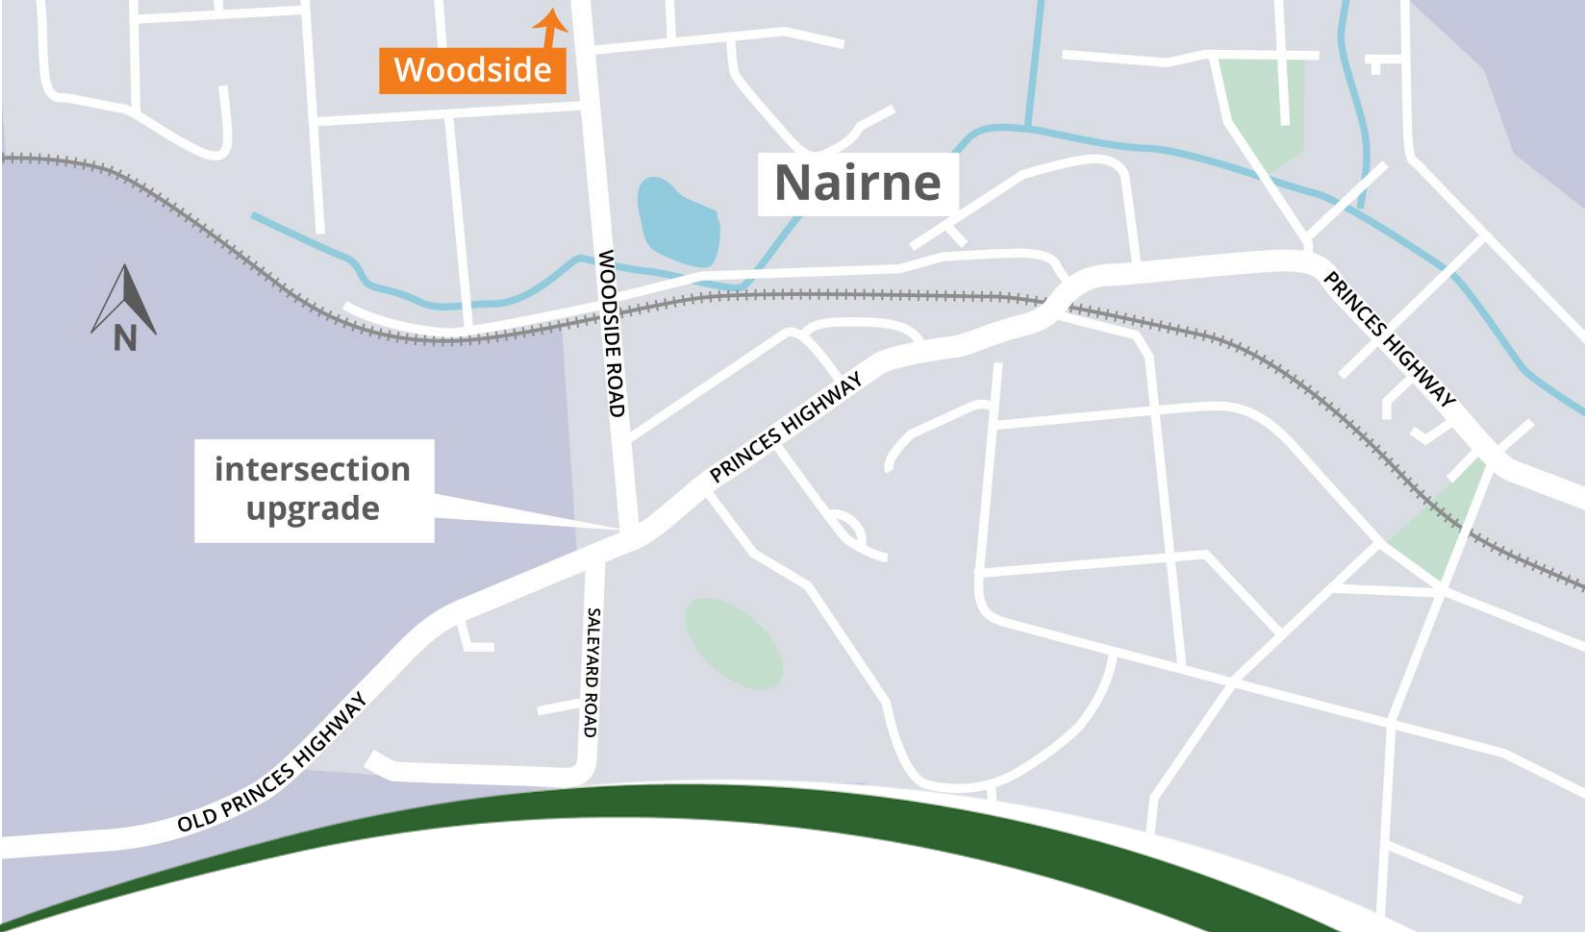 Woodside
Nairne
WOODSIDE ROAD
PRINCES HIGHWAY
N
PRINCES HIGHWAY
intersection
upgrade
SALEYARD ROAD
OLD PRINCES HIGHWAY